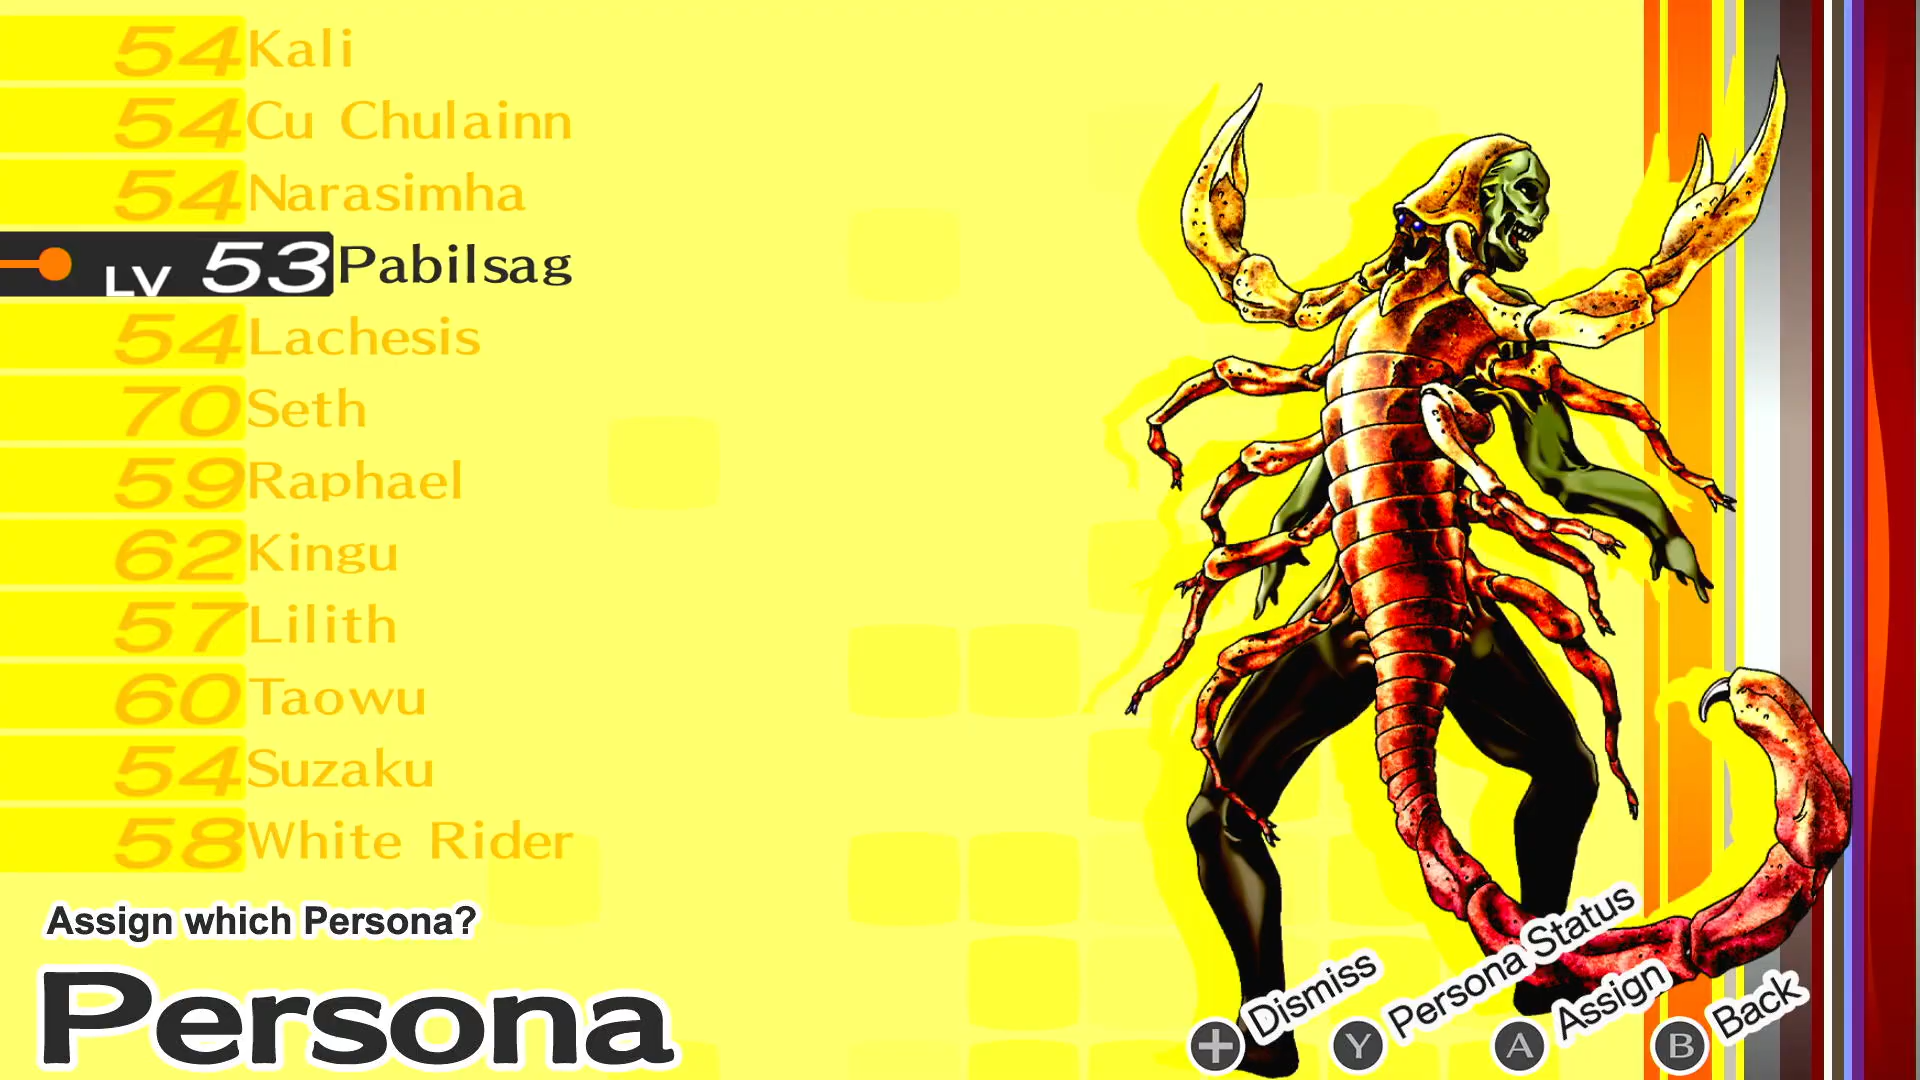 54 Kali
54 Cu Chulainn
54 Narasimha
LV 53 Pabilsag
54 Lachesis
70 Seth
59 Raphael
62 Kingu
57 Lilith
60 Taowu
54 Suzaku
58 White Rider
Assign which Persona?
Persona
+ Dismiss
Y Persona Status
A Assign
B Back